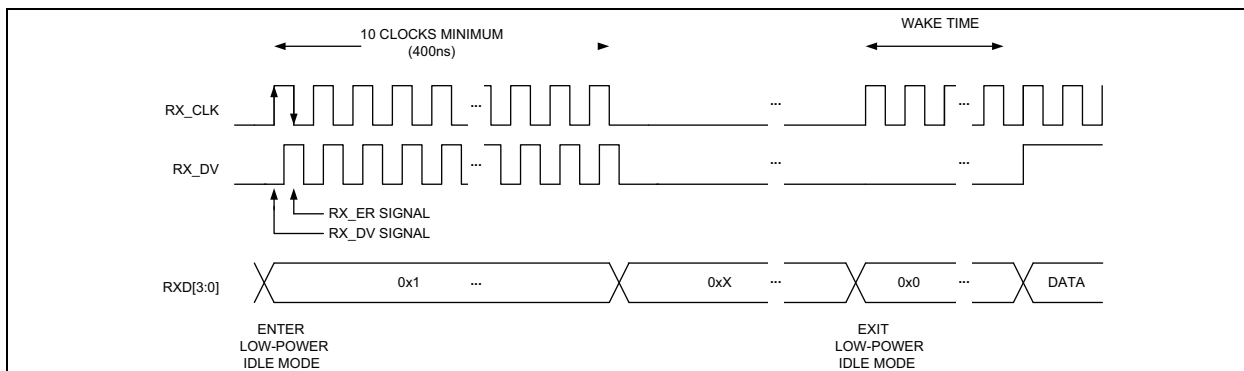 10 CLOCKS MINIMUM
(400ns)
WAKE TIME
RX_CLK
...
...
...
RX_DV
...
...
...
RX_ER SIGNAL
RX_DV SIGNAL
RXD[3:0]
0x1
...
0xX
...
0x0
...
DATA
ENTER
LOW-POWER
IDLE MODE
EXIT
LOW-POWER
IDLE MODE